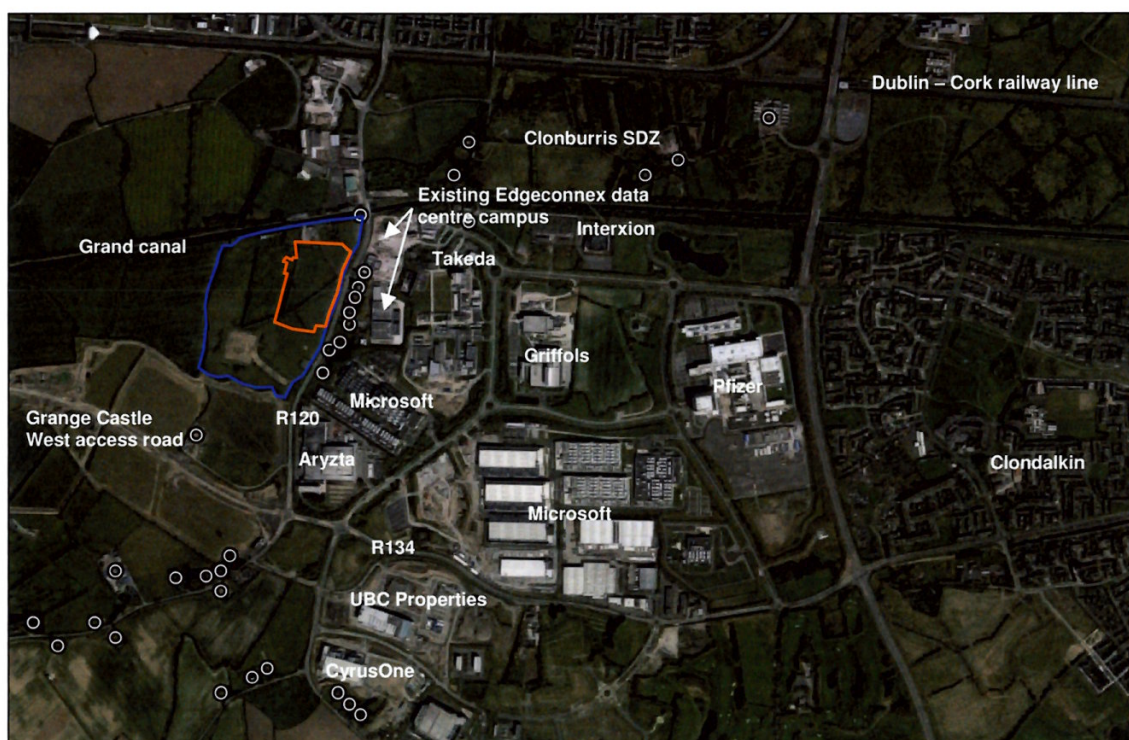 Dublin – Cork railway line
Clonburris SDZ
Existing Edgeconnex data
centre campus
Grand canal
Interxion
Takeda
Griffols
Pfizer
Grange Castle
West access road
R120
Microsoft
Aryzta
Clondalkin
Microsoft
R134
UBC Properties
CyrusOne